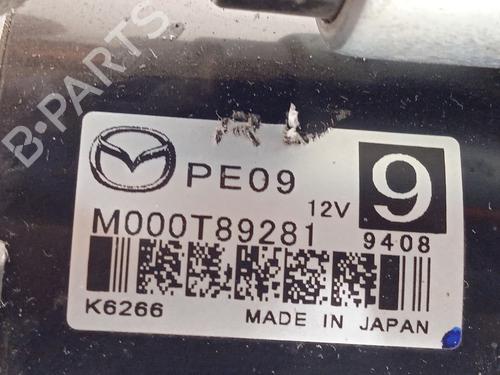 B-PARTS
PE09
12V
9
M000T89281
9408
K6266
MADE IN JAPAN